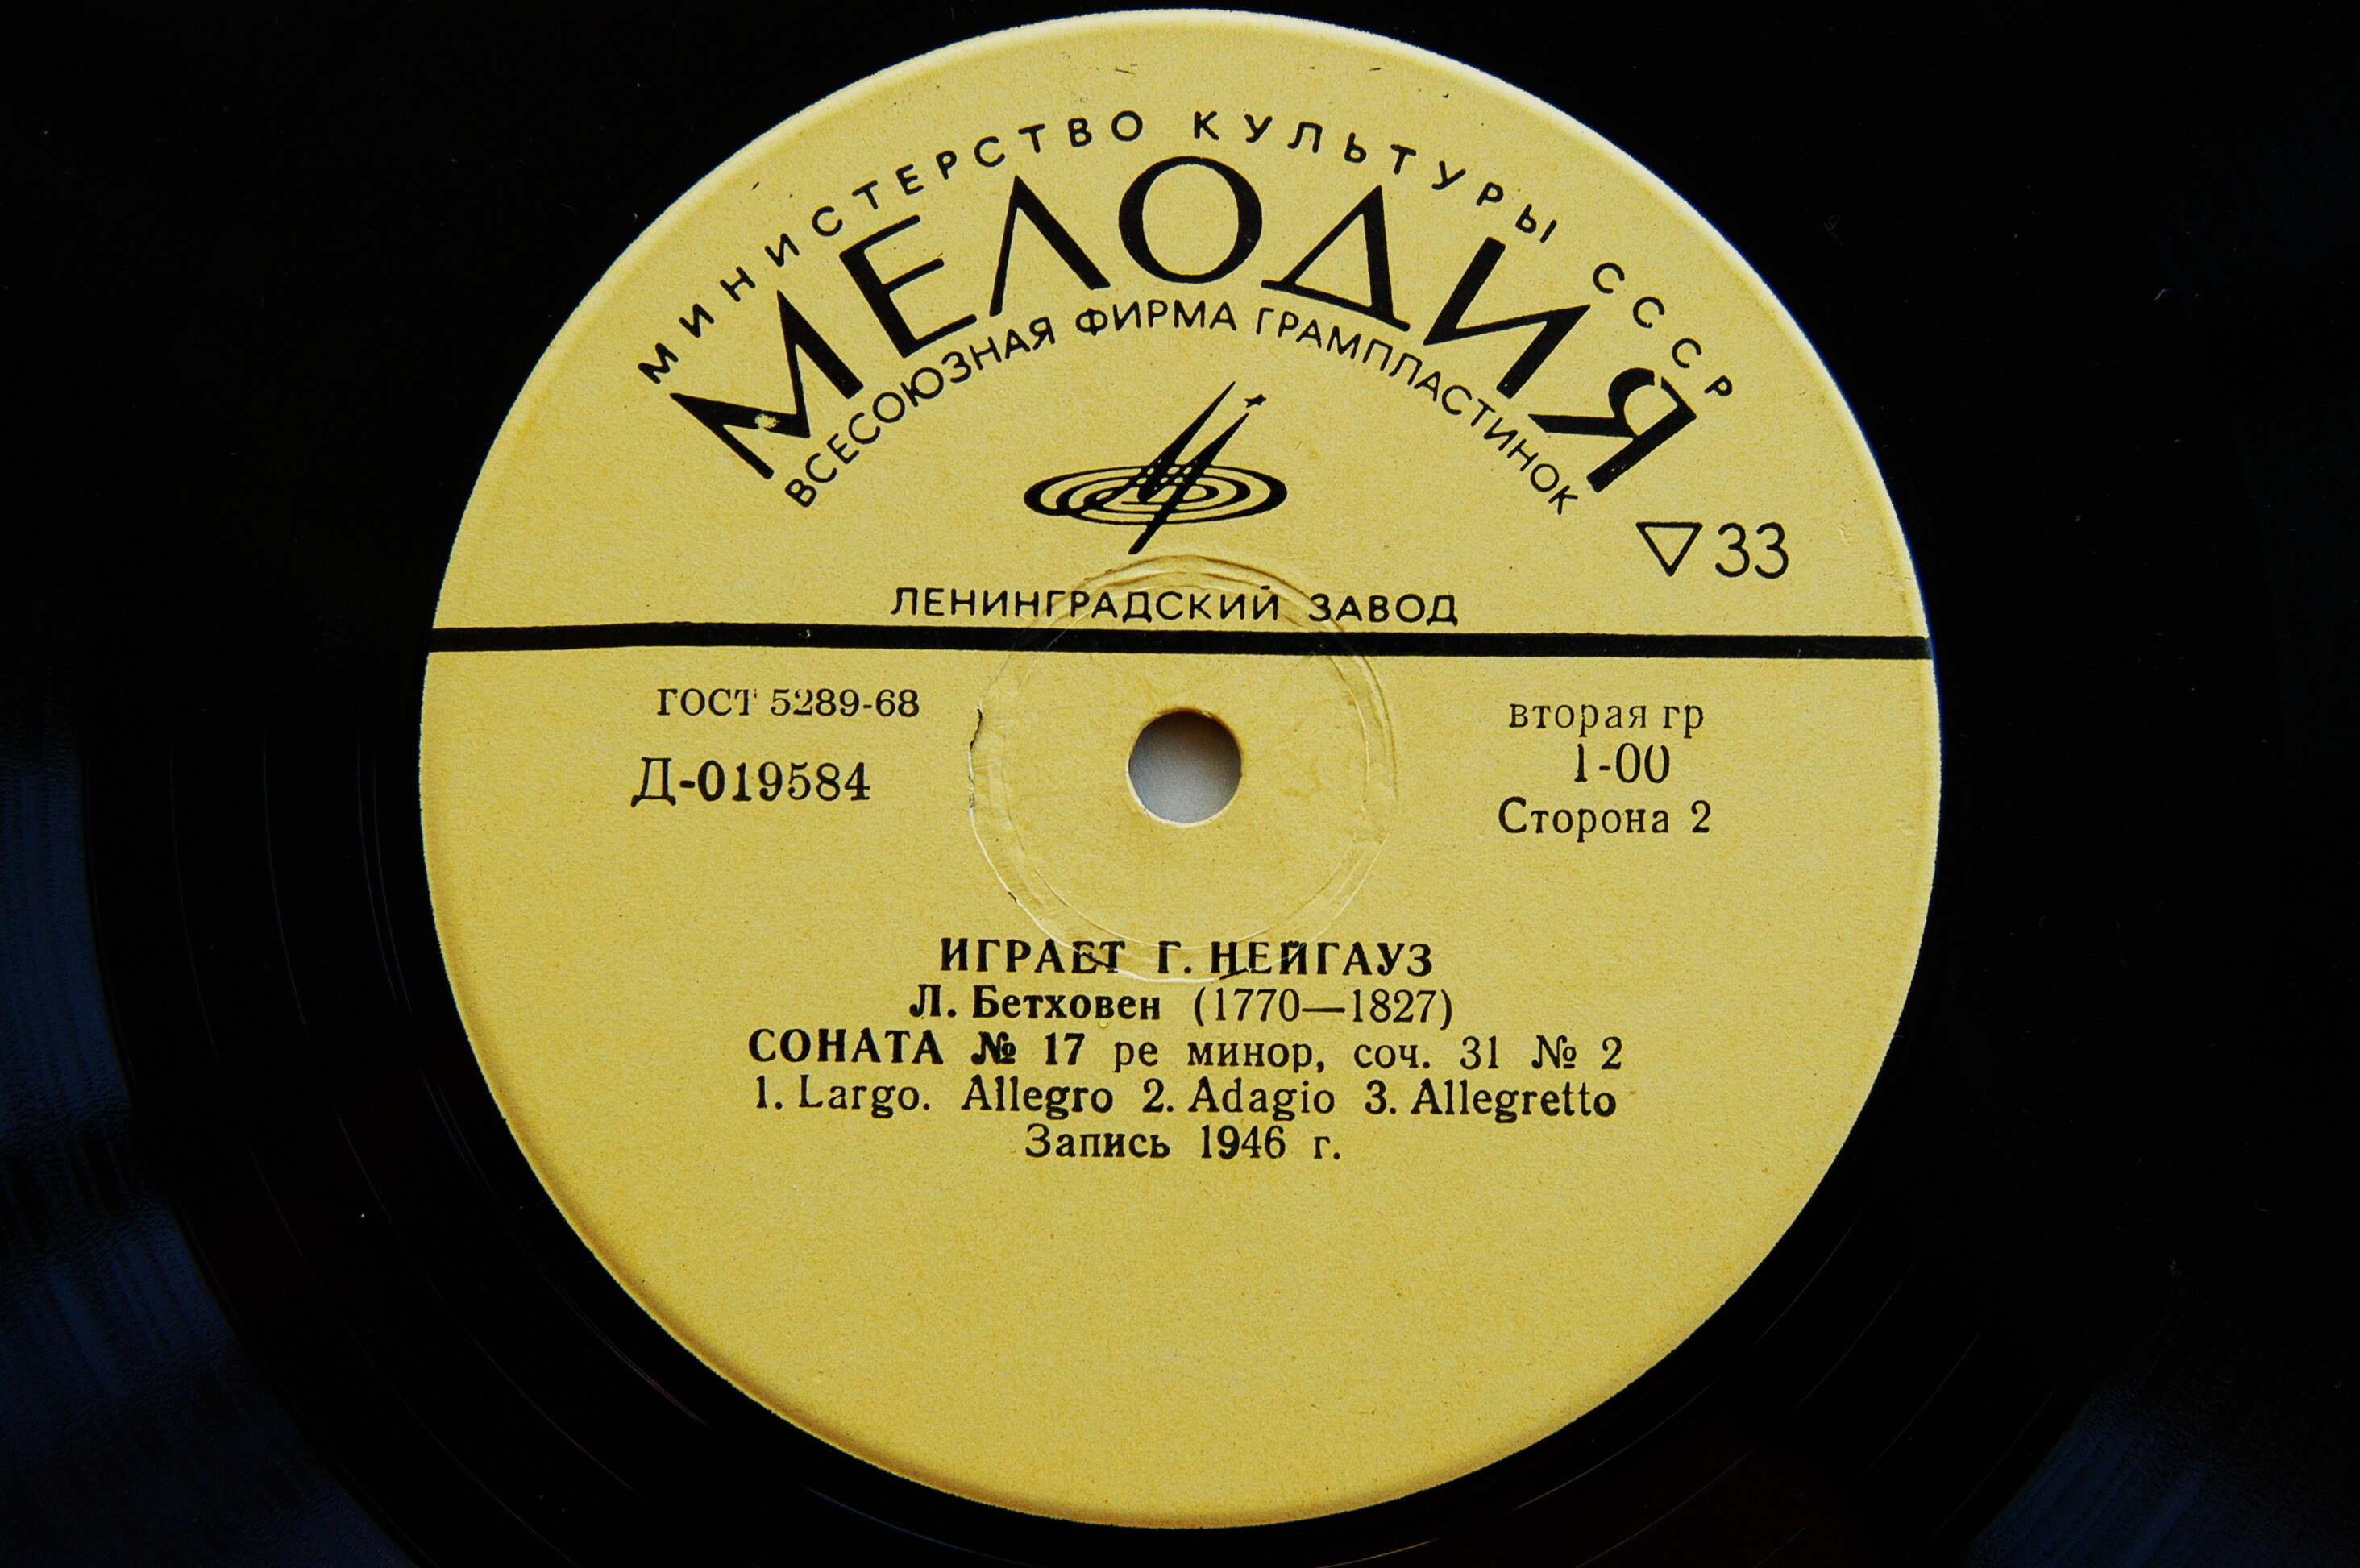 МИНИСТЕРСТВО КУЛЬТУРЫ СССР
МЕЛОДИЯ
ВСЕСОЮЗНАЯ ФИРМА ГРАМПЛАСТИНОК
▽33
ЛЕНИНГРАДСКИЙ ЗАВОД
ГОСТ 5289-68
вторая гр
Д-019584
1-00
Сторона 2
ИГРАЕТ Г. НЕЙГАУЗ
Л. Бетховен (1770—1827)
СОНАТА № 17 ре минор, соч. 31 № 2
1. Largo. Allegro 2. Adagio 3. Allegretto
Запись 1946 г.